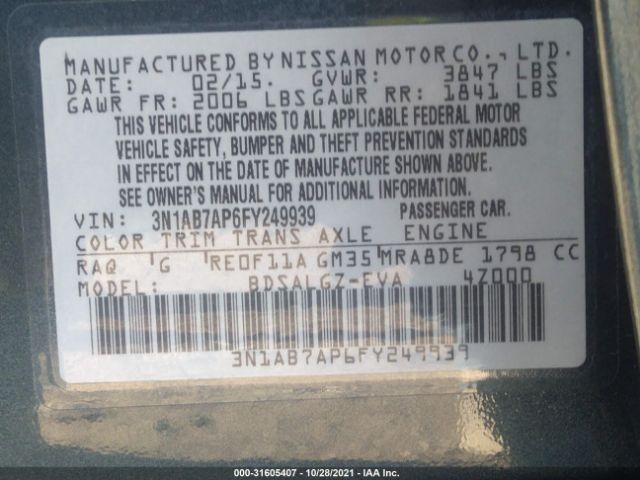 MANUFACTURED BY NISSAN MOTOR CO., LTD.
DATE: 02/15. GVWR: 3847 LBS
GAWR FR: 2006 LBS GAWR RR: 1841 LBS
THIS VEHICLE CONFORMS TO ALL APPLICABLE FEDERAL MOTOR
VEHICLE SAFETY, BUMPER AND THEFT PREVENTION STANDARDS
IN EFFECT ON THE DATE OF MANUFACTURE SHOWN ABOVE.
SEE OWNER'S MANUAL FOR ADDITIONAL INFORMATION.
VIN: 3N1AB7AP6FY249939 PASSENGER CAR.
COLOR TRIM TRANS AXLE ENGINE
RAQ G RE0F11A GM35 MRA8DE 1798 CC
MODEL: BDSALGZ-EVA 4Z000
3N1AB7AP6FY249939
000-31605407 - 10/28/2021 - IAA Inc.